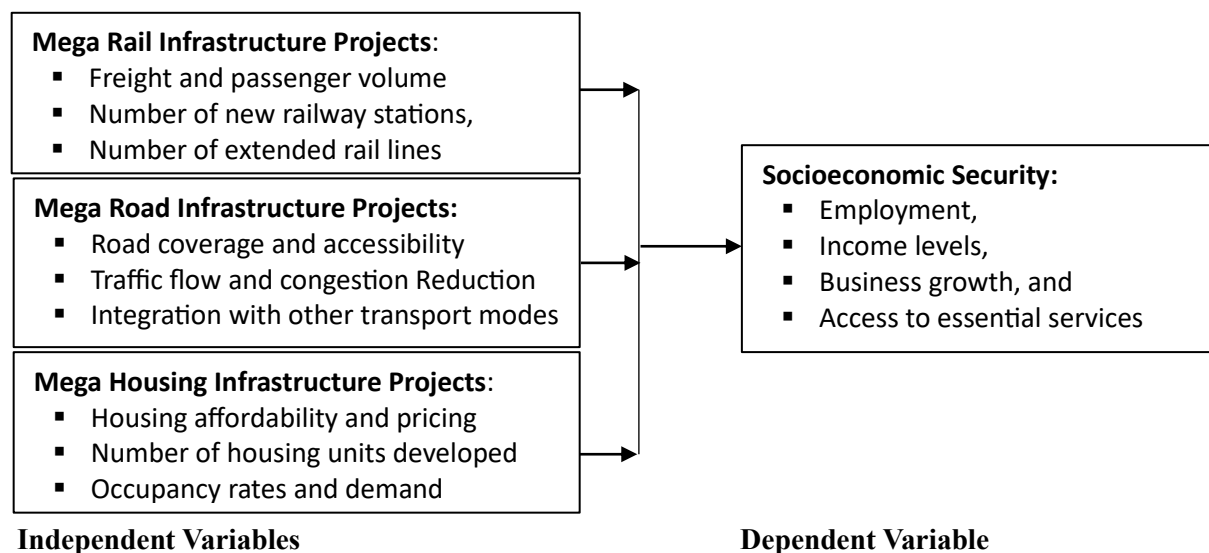 Mega Rail Infrastructure Projects:
▪ Freight and passenger volume
▪ Number of new railway stations,
▪ Number of extended rail lines
Mega Road Infrastructure Projects:
▪ Road coverage and accessibility
▪ Traffic flow and congestion Reduction
▪ Integration with other transport modes
Mega Housing Infrastructure Projects:
▪ Housing affordability and pricing
▪ Number of housing units developed
▪ Occupancy rates and demand
Independent Variables
Socioeconomic Security:
▪ Employment,
▪ Income levels,
▪ Business growth, and
▪ Access to essential services
Dependent Variable